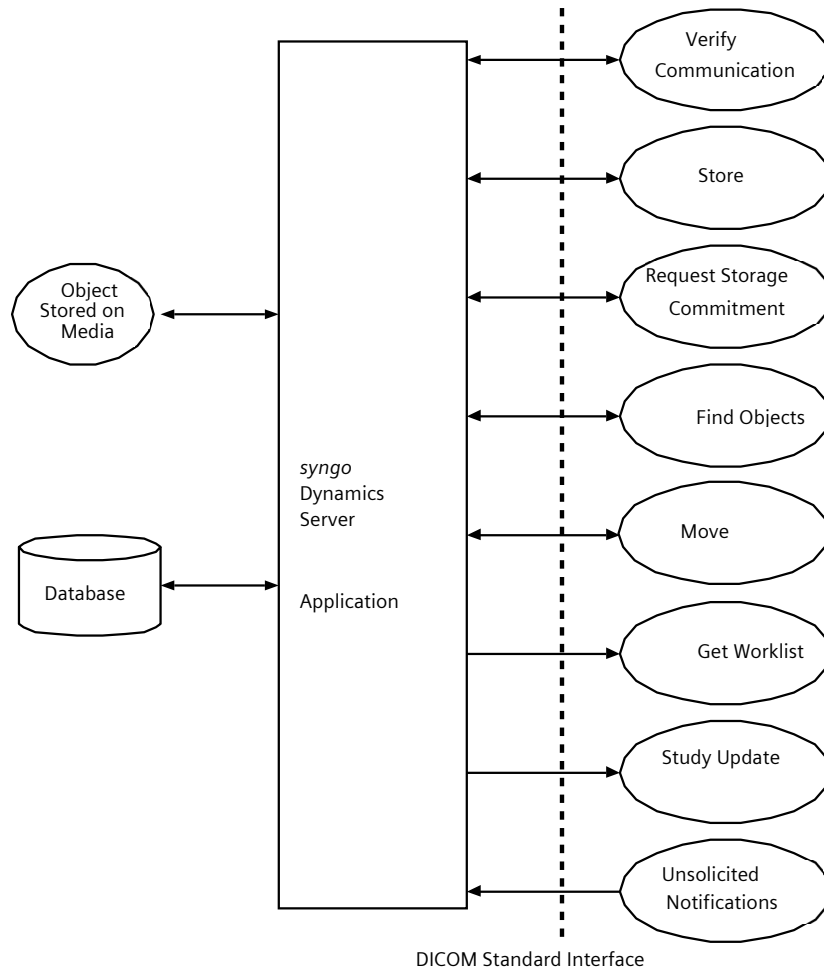 Verify
Communication
Store
Request Storage
Commitment
Object
Stored on
Media
Find Objects
syngo
Dynamics
Server
Move
Database
Application
Get Worklist
Study Update
Unsolicited
Notifications
DICOM Standard Interface